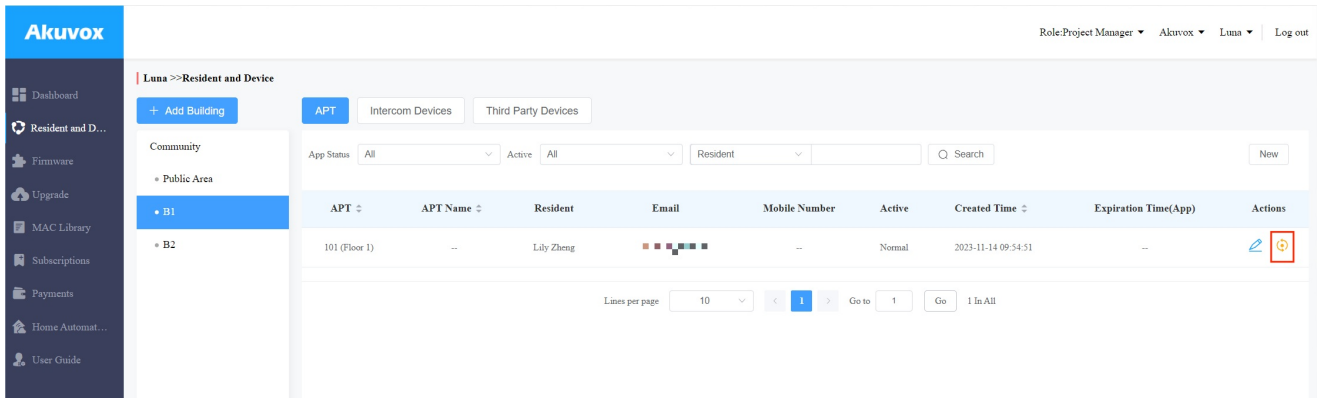 Akuvox
Role:Project Manager Akuvox Luna Log out
Luna >>Resident and Device
Dashboard
Resident and D...
Firmware
Upgrade
MAC Library
Subscriptions
Payments
Home Automat...
User Guide
+ Add Building
Community
Public Area
B1
B2
APT Intercom Devices Third Party Devices
App Status All Active All Resident Search New
APT APT Name Resident Email Mobile Number Active Created Time Expiration Time(App) Actions
101 (Floor 1) -- Lily Zheng -- Normal 2023-11-14 09:54:51 --
Lines per page 10 < 1 > Go to 1 Go 1 In All